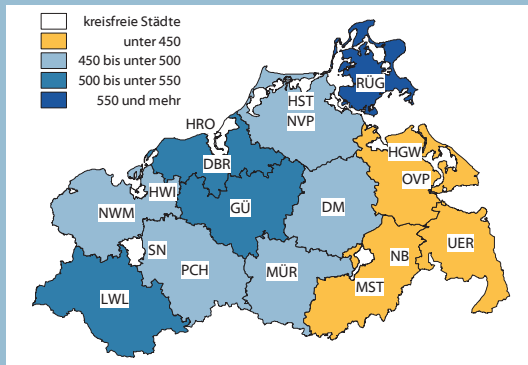 kreisfreie Städte
unter 450
450 bis unter 500
500 bis unter 550
550 und mehr
RÜG
HST
NVP
HRO
DBR
HGW
OVP
HWI
NWM
GÜ
DM
SN
PCH
MÜR
NB
UER
MST
LWL